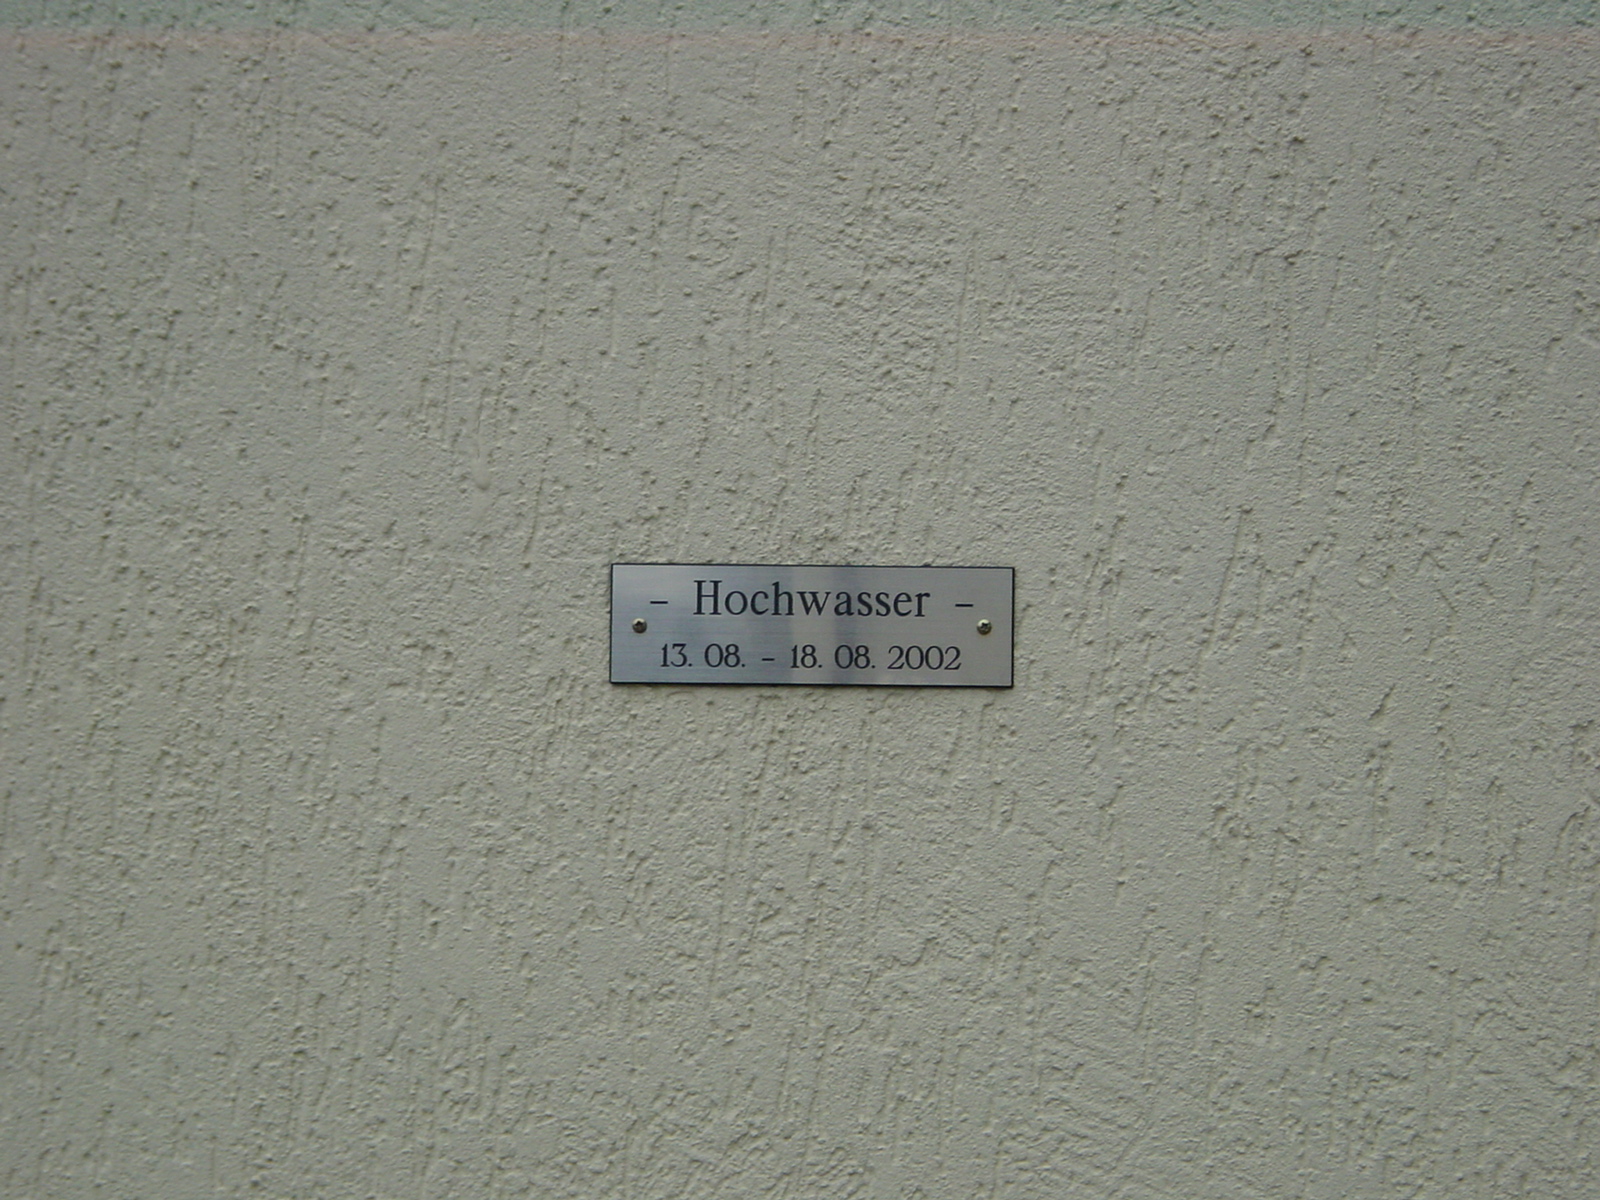 – Hochwasser –
13. 08. – 18. 08. 2002